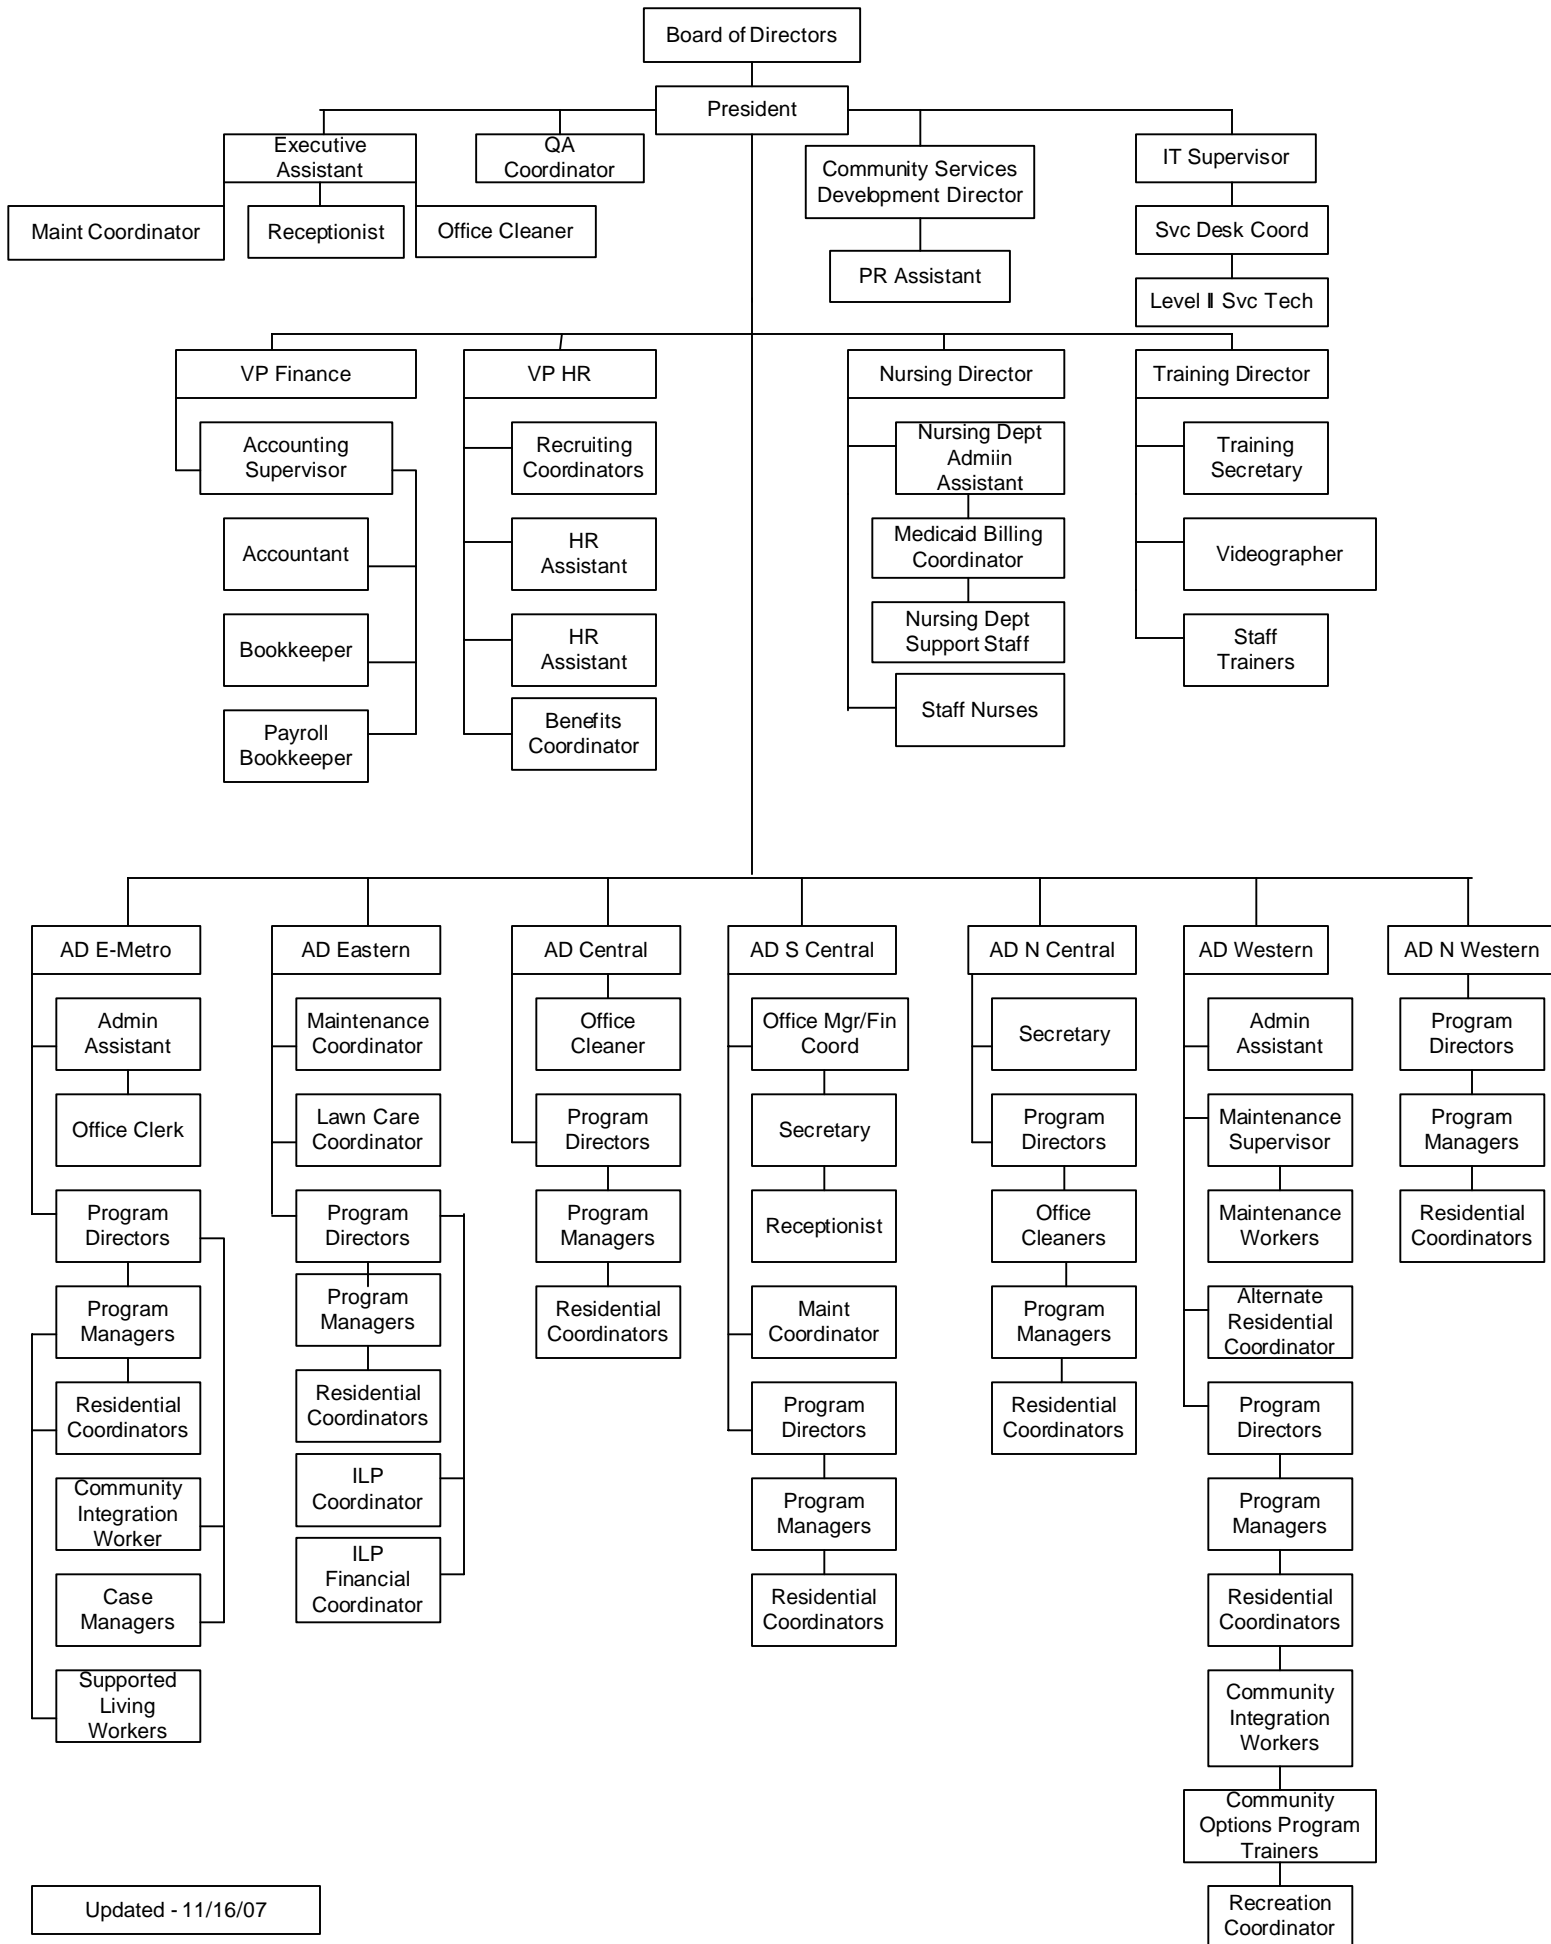 Board of Directors
President
Executive
Assistant
QA
Coordinator
Community Services
Development Director
IT Supervisor
Maint Coordinator
Receptionist
Office Cleaner
PR Assistant
Svc Desk Coord
Level II Svc Tech
VP Finance
Accounting
Supervisor
Accountant
Bookkeeper
Payroll
Bookkeeper
VP HR
Recruiting
Coordinators
HR
Assistant
HR
Assistant
Benefits
Coordinator
Nursing Director
Nursing Dept
Admiin
Assistant
Medicaid Billing
Coordinator
Nursing Dept
Support Staff
Staff Nurses
Training Director
Training
Secretary
Videographer
Staff
Trainers
AD E-Metro
Admin
Assistant
Office Clerk
Program
Directors
Program
Managers
Residential
Coordinators
Community
Integration
Worker
Case
Managers
Supported
Living
Workers
AD Eastern
Maintenance
Coordinator
Lawn Care
Coordinator
Program
Directors
Program
Managers
Residential
Coordinators
ILP
Coordinator
ILP
Financial
Coordinator
AD Central
Office
Cleaner
Program
Directors
Program
Managers
Residential
Coordinators
AD S Central
Office Mgr/Fin
Coord
Secretary
Receptionist
Maint
Coordinator
Program
Directors
Program
Managers
Residential
Coordinators
AD N Central
Secretary
Program
Directors
Office
Cleaners
Program
Managers
Residential
Coordinators
AD Western
Admin
Assistant
Maintenance
Supervisor
Maintenance
Workers
Alternate
Residential
Coordinator
Program
Directors
Program
Managers
Residential
Coordinators
Community
Integration
Workers
Community
Options Program
Trainers
Recreation
Coordinator
AD N Western
Program
Directors
Program
Managers
Residential
Coordinators
Updated - 11/16/07